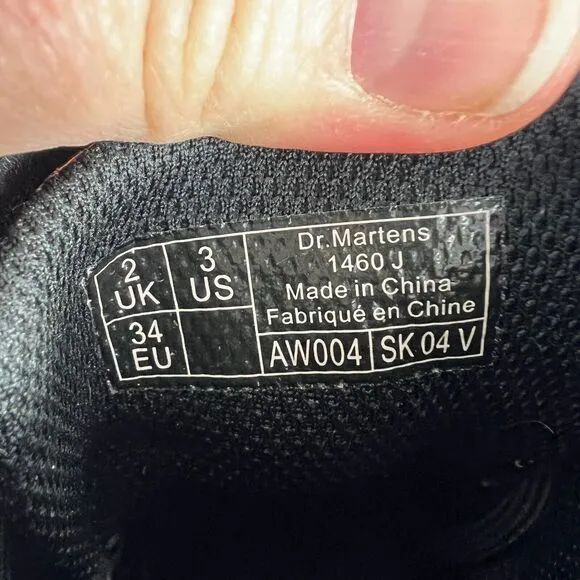 2
UK
3
US
34
EU
Dr.Martens
1460 J
Made in China
Fabriqué en Chine
AW004
SK 04 V